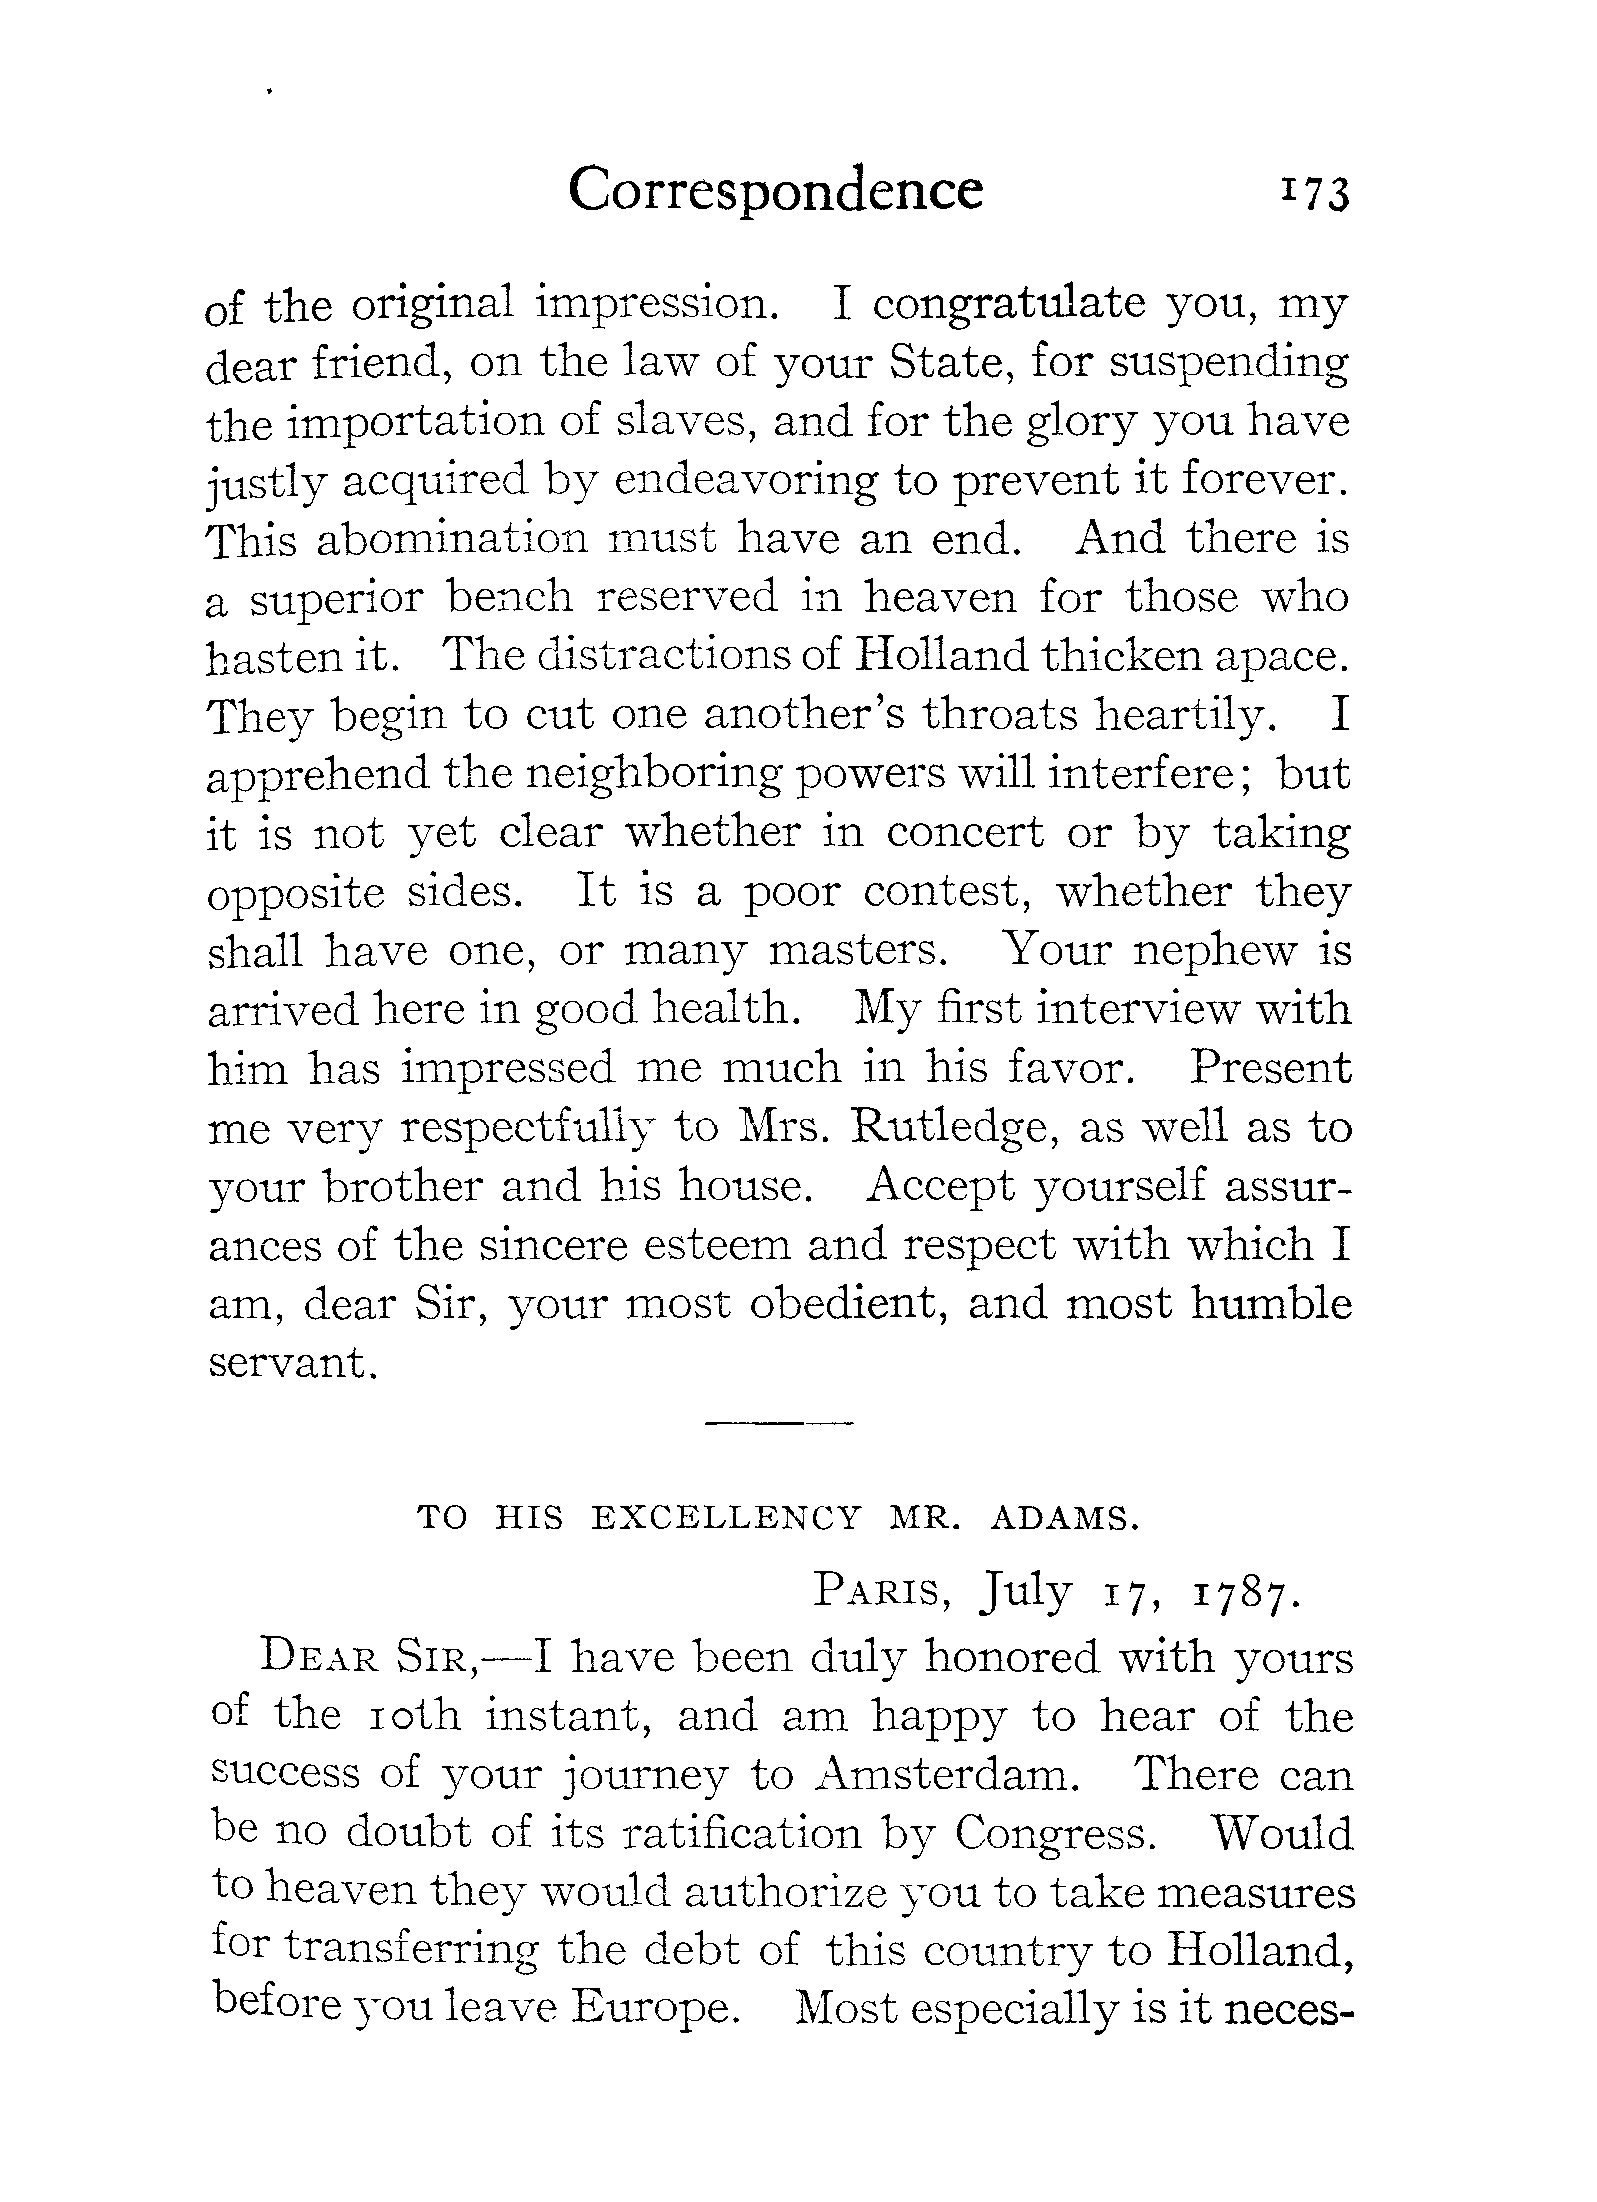 Correspondence 173
of the original impression. I congratulate you, my
dear friend, on the law of your State, for suspending
the importation of slaves, and for the glory you have
justly acquired by endeavoring to prevent it forever.
This abomination must have an end. And there is
a superior bench reserved in heaven for those who
hasten it. The distractions of Holland thicken apace.
They begin to cut one another's throats heartily. I
apprehend the neighboring powers will interfere; but
it is not yet clear whether in concert or by taking
opposite sides. It is a poor contest, whether they
shall have one, or many masters. Your nephew is
arrived here in good health. My first interview with
him has impressed me much in his favor. Present
me very respectfully to Mrs. Rutledge, as well as to
your brother and his house. Accept yourself assur-
ances of the sincere esteem and respect with which I
am, dear Sir, your most obedient, and most humble
servant.
TO HIS EXCELLENCY MR. ADAMS.
PARIS, July 17, 1787.
DEAR SIR,—I have been duly honored with yours
of the 10th instant, and am happy to hear of the
success of your journey to Amsterdam. There can
be no doubt of its ratification by Congress. Would
to heaven they would authorize you to take measures
for transferring the debt of this country to Holland,
before you leave Europe. Most especially is it neces-